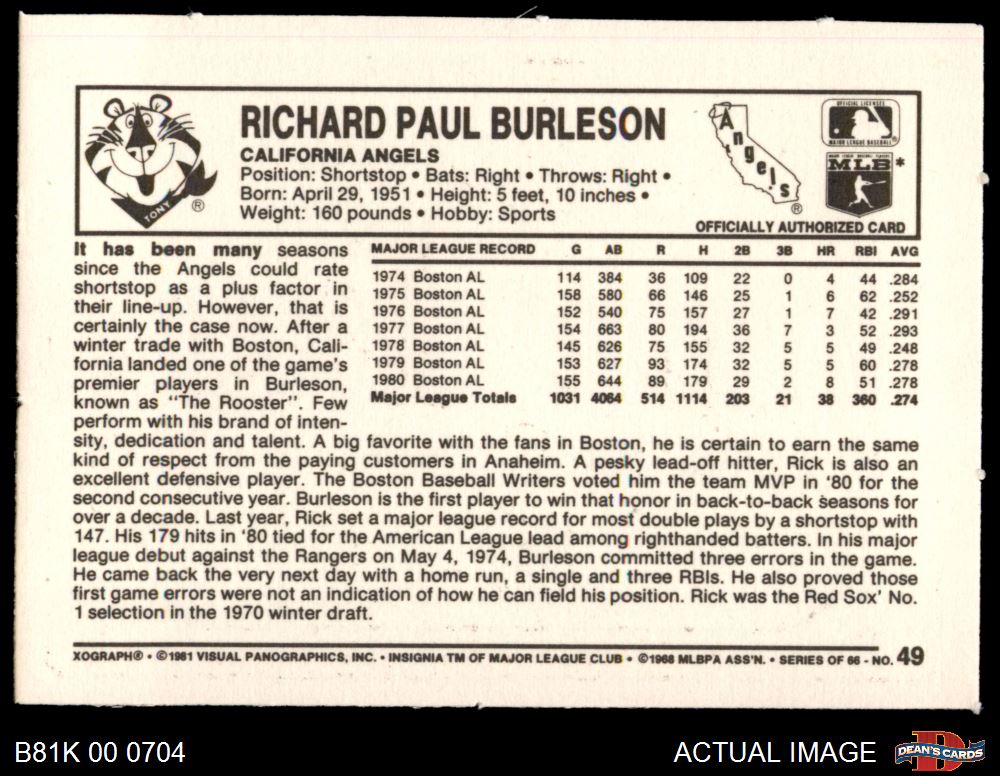 RICHARD PAUL BURLESON
CALIFORNIA ANGELS
Position: Shortstop • Bats: Right • Throws: Right •
Born: April 29, 1951 • Height: 5 feet, 10 inches •
Weight: 160 pounds • Hobby: Sports
TONY
®
Angels
®
OFFICIAL LICENSEE
MAJOR LEAGUE BASEBALL
MLB *
OFFICIALLY AUTHORIZED CARD
It has been many seasons
since the Angels could rate
shortstop as a plus factor in
their line-up. However, that is
certainly the case now. After a
winter trade with Boston, Cali-
fornia landed one of the game's
premier players in Burleson,
known as "The Rooster". Few
perform with his brand of inten-
MAJOR LEAGUE RECORD G AB R H 2B 3B HR RBI AVG
1974 Boston AL 114 384 36 109 22 0 4 44 .284
1975 Boston AL 158 580 66 146 25 1 6 62 .252
1976 Boston AL 152 540 75 157 27 1 7 42 .291
1977 Boston AL 154 663 80 194 36 7 3 52 .293
1978 Boston AL 145 626 75 155 32 5 5 49 .248
1979 Boston AL 153 627 93 174 32 5 5 60 .278
1980 Boston AL 155 644 89 179 29 2 8 51 .278
Major League Totals 1031 4064 514 1114 203 21 38 360 .274
sity, dedication and talent. A big favorite with the fans in Boston, he is certain to earn the same
kind of respect from the paying customers in Anaheim. A pesky lead-off hitter, Rick is also an
excellent defensive player. The Boston Baseball Writers voted him the team MVP in '80 for the
second consecutive year. Burleson is the first player to win that honor in back-to-back seasons for
over a decade. Last year, Rick set a major league record for most double plays by a shortstop with
147. His 179 hits in '80 tied for the American League lead among righthanded batters. In his major
league debut against the Rangers on May 4, 1974, Burleson committed three errors in the game.
He came back the very next day with a home run, a single and three RBIs. He also proved those
first game errors were not an indication of how he can field his position. Rick was the Red Sox' No.
1 selection in the 1970 winter draft.
XOGRAPH® • ©1981 VISUAL PANOGRAPHICS, INC. • INSIGNIA TM OF MAJOR LEAGUE CLUB • ©1968 MLBPA ASS'N. • SERIES OF 66 - NO. 49
B81K 00 0704
ACTUAL IMAGE
DEAN'S CARDS